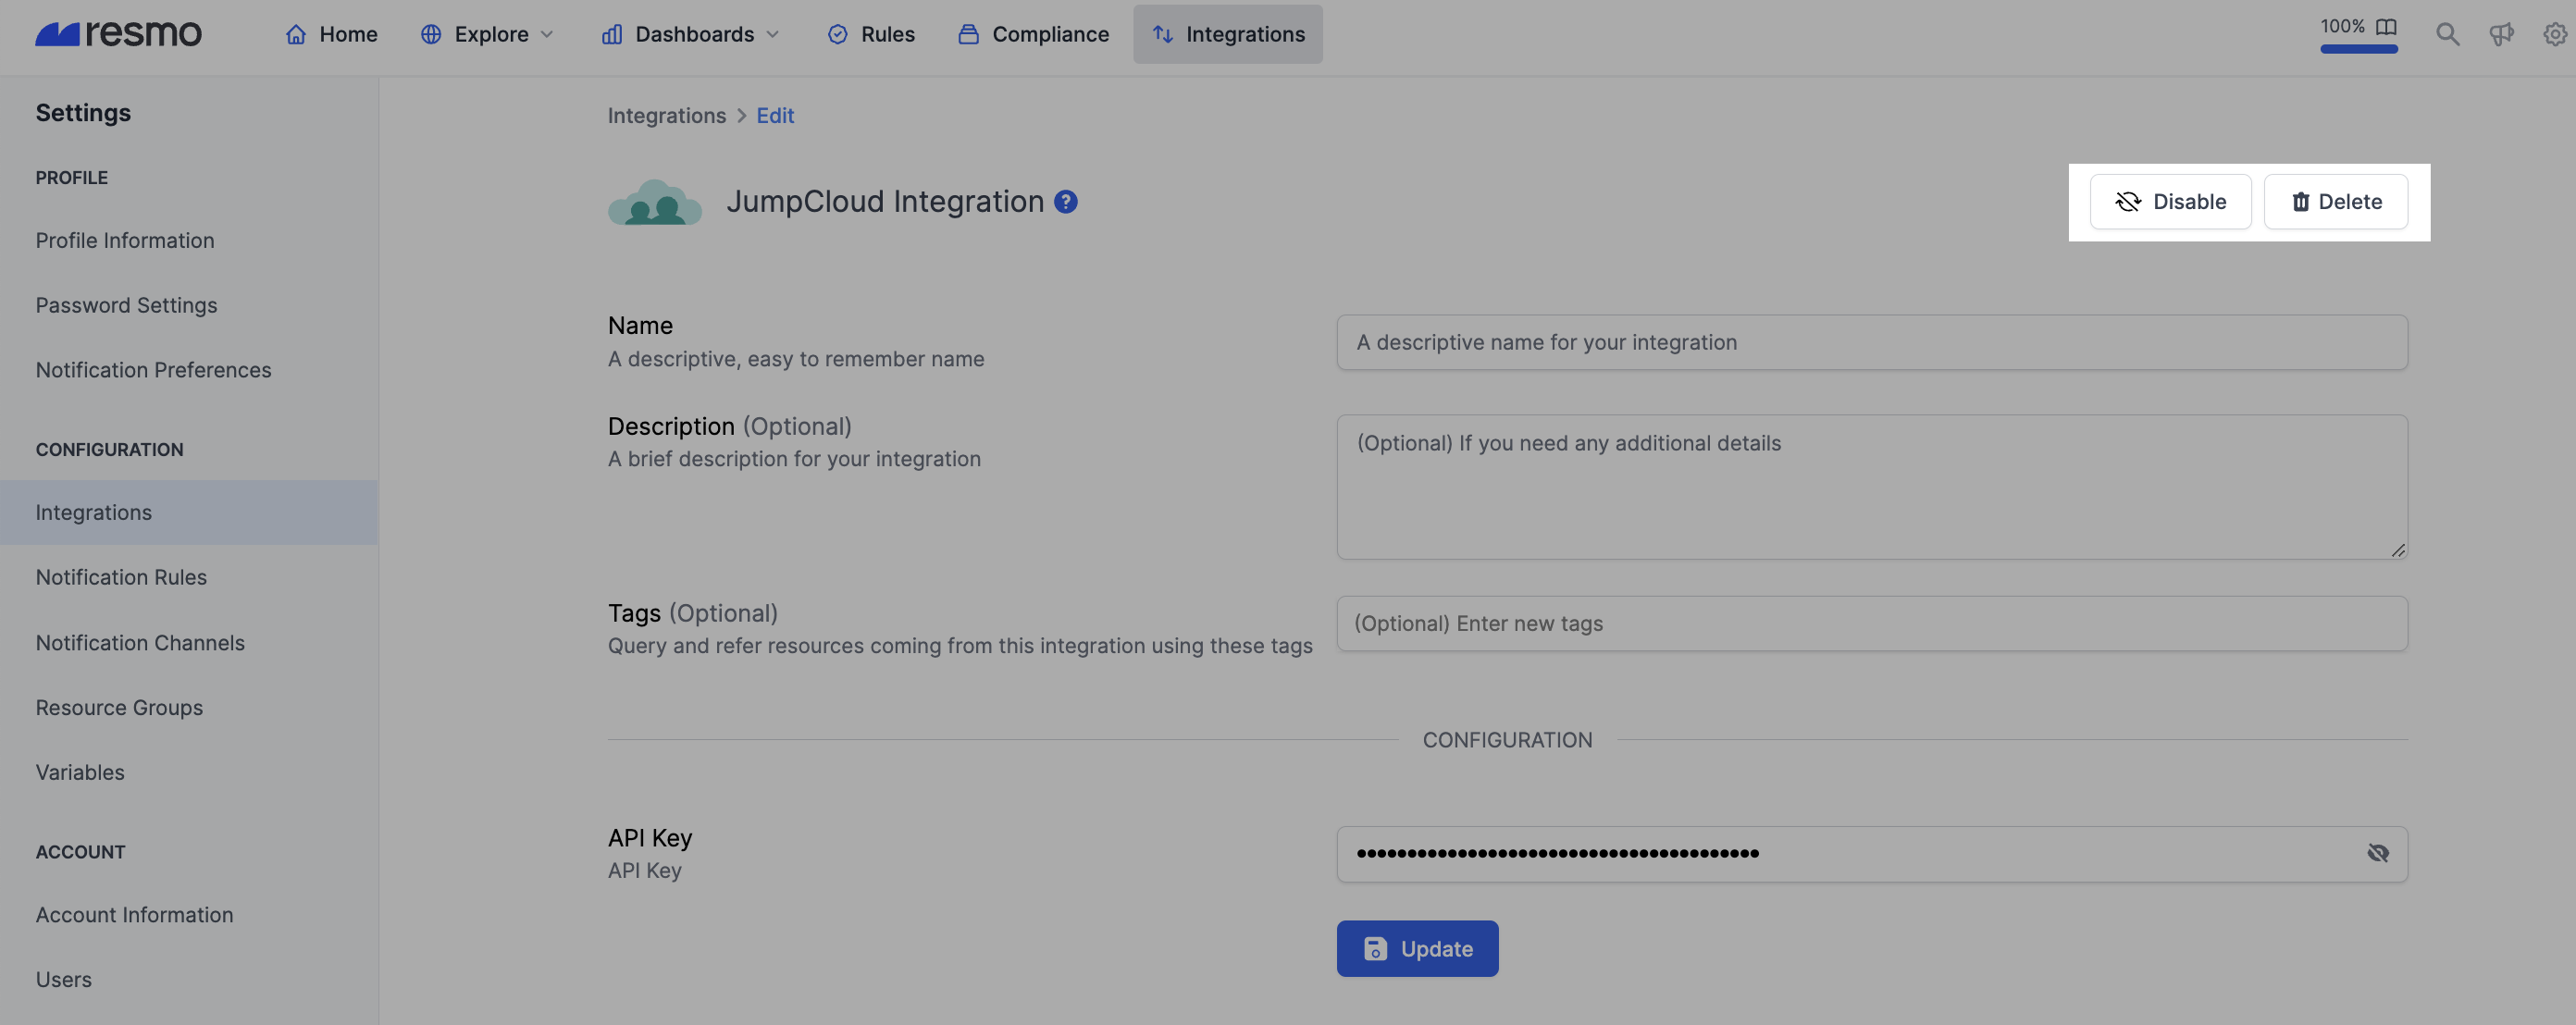 resmo
Home
Explore
Dashboards
Rules
Compliance
Integrations
100%
Settings
PROFILE
Profile Information
Password Settings
Notification Preferences
CONFIGURATION
Integrations
Notification Rules
Notification Channels
Resource Groups
Variables
ACCOUNT
Account Information
Users
Integrations > Edit
JumpCloud Integration ?
Disable
Delete
Name
A descriptive, easy to remember name
A descriptive name for your integration
Description (Optional)
A brief description for your integration
(Optional) If you need any additional details
Tags (Optional)
Query and refer resources coming from this integration using these tags
(Optional) Enter new tags
CONFIGURATION
API Key
API Key
••••••••••••••••••••••••••••••••••••••••
Update